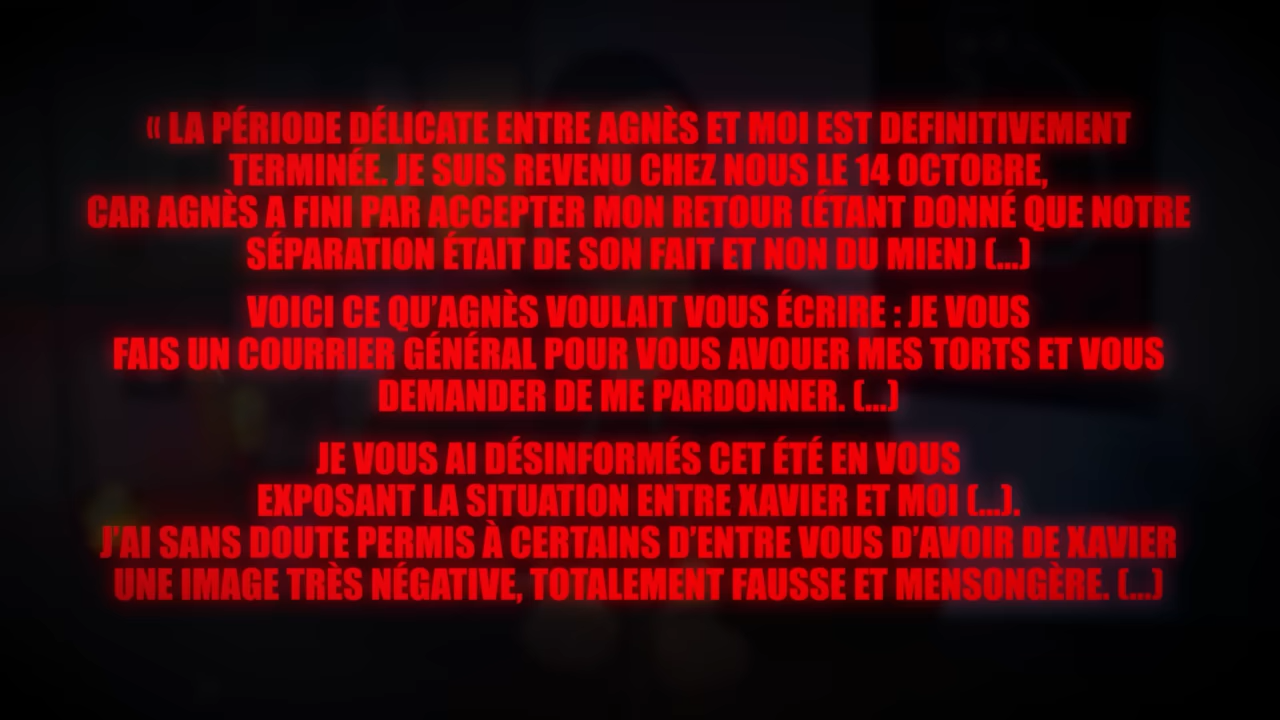 « LA PÉRIODE DÉLICATE ENTRE AGNÈS ET MOI EST DEFINITIVEMENT
TERMINÉE. JE SUIS REVENU CHEZ NOUS LE 14 OCTOBRE,
CAR AGNÈS A FINI PAR ACCEPTER MON RETOUR (ÉTANT DONNÉ QUE NOTRE
SÉPARATION ÉTAIT DE SON FAIT ET NON DU MIEN) (...)
VOICI CE QU'AGNÈS VOULAIT VOUS ÉCRIRE : JE VOUS
FAIS UN COURRIER GÉNÉRAL POUR VOUS AVOUER MES TORTS ET VOUS
DEMANDER DE ME PARDONNER. (...)
JE VOUS AI DÉSINFORMÉS CET ÉTÉ EN VOUS
EXPOSANT LA SITUATION ENTRE XAVIER ET MOI (...).
J'AI SANS DOUTE PERMIS À CERTAINS D'ENTRE VOUS D'AVOIR DE XAVIER
UNE IMAGE TRÈS NÉGATIVE, TOTALEMENT FAUSSE ET MENSONGÈRE. (...)